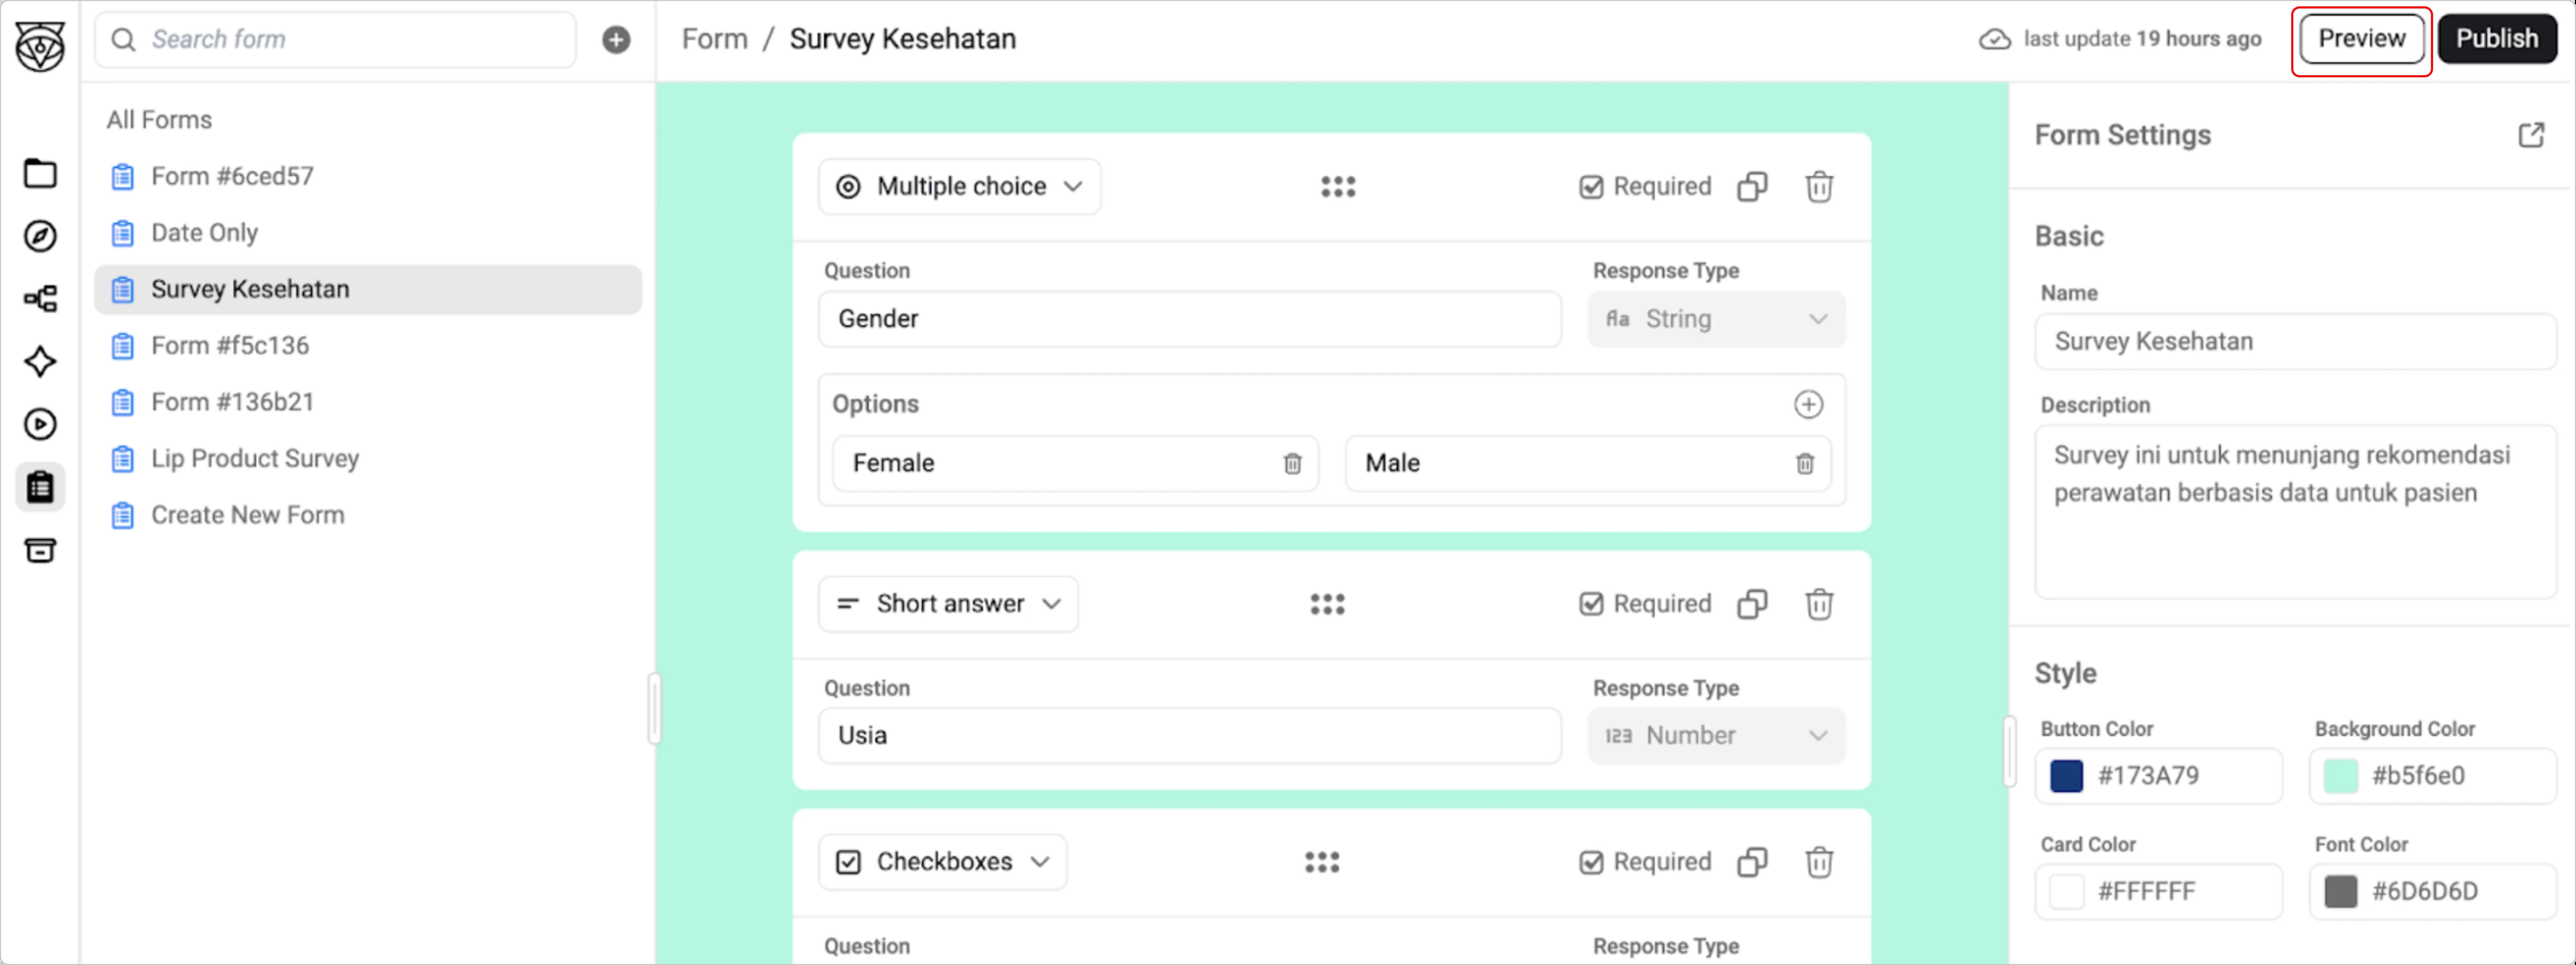 Search form
Form / Survey Kesehatan
last update 19 hours ago
Preview
Publish
All Forms
Form #6ced57
Date Only
Survey Kesehatan
Form #f5c136
Form #136b21
Lip Product Survey
Create New Form
Multiple choice
Required
Question
Response Type
Gender
Aa String
Options
Female
Male
Short answer
Required
Question
Response Type
Usia
123 Number
Checkboxes
Required
Question
Response Type
Form Settings
Basic
Name
Survey Kesehatan
Description
Survey ini untuk menunjang rekomendasi
perawatan berbasis data untuk pasien
Style
Button Color
Background Color
#173A79
#b5f6e0
Card Color
Font Color
#FFFFFF
#6D6D6D